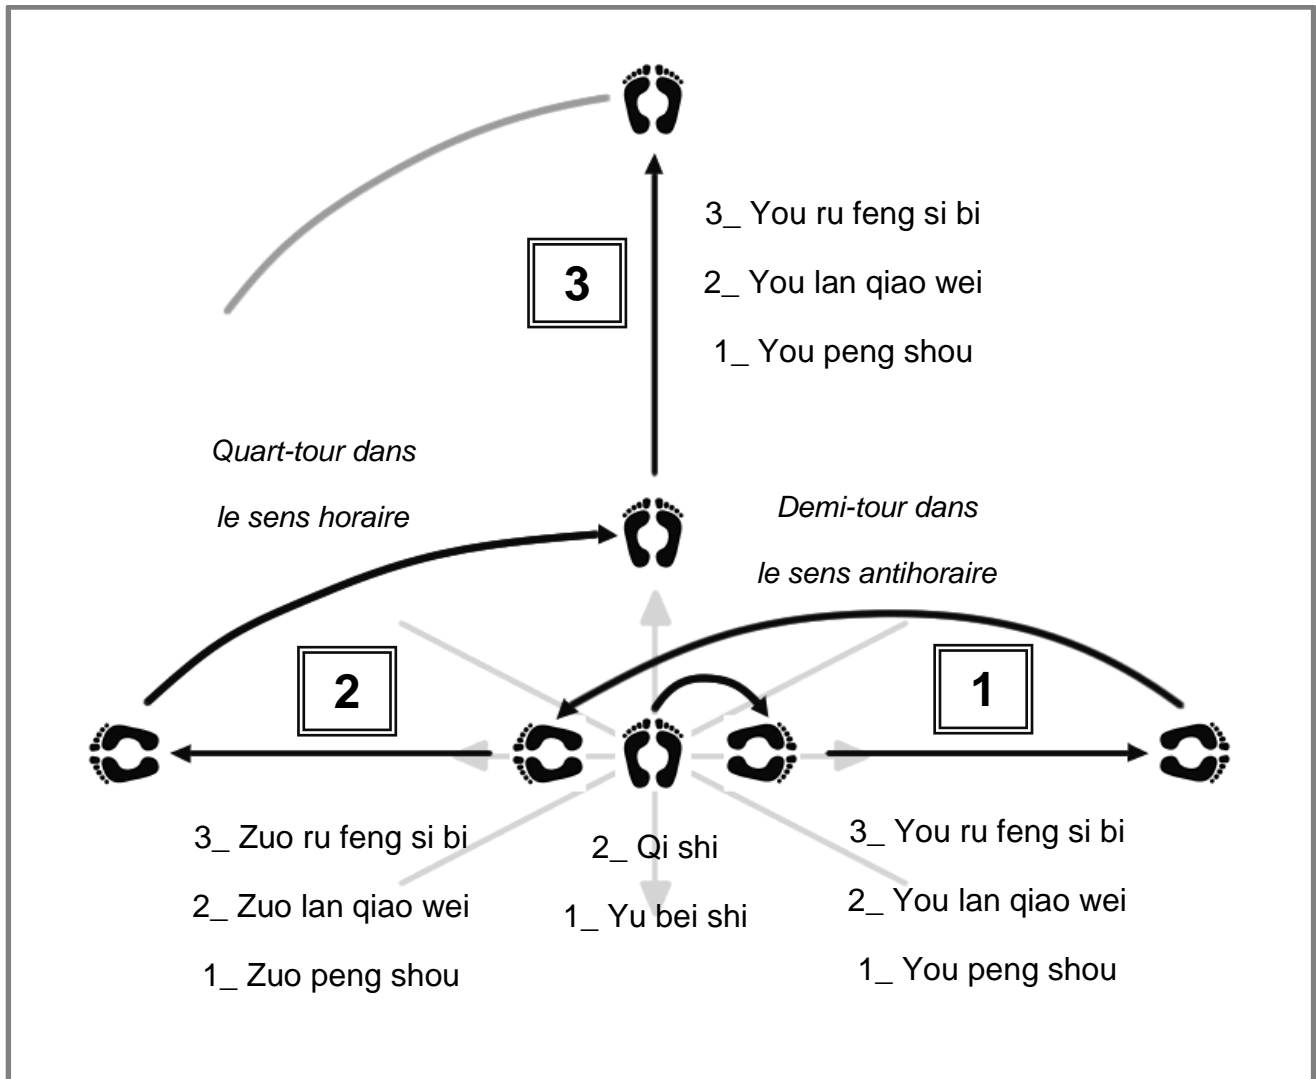 3_ You ru feng si bi
2_ You lan qiao wei
1_ You peng shou
3
Quart-tour dans
le sens horaire
Demi-tour dans
le sens antihoraire
2
1
3_ Zuo ru feng si bi
2_ Zuo lan qiao wei
1_ Zuo peng shou
2_ Qi shi
1_ Yu bei shi
3_ You ru feng si bi
2_ You lan qiao wei
1_ You peng shou